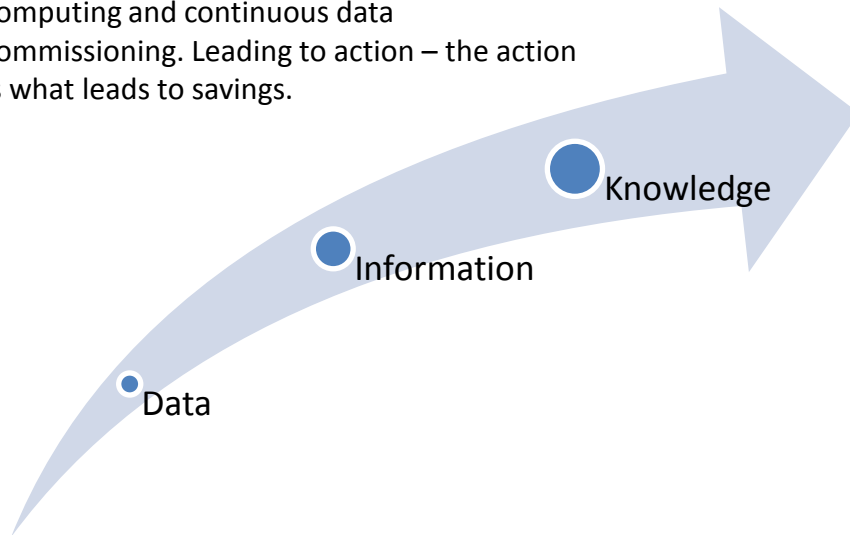 omputing and continuous data
ommissioning. Leading to action – the action
s what leads to savings.
Knowledge
Information
Data